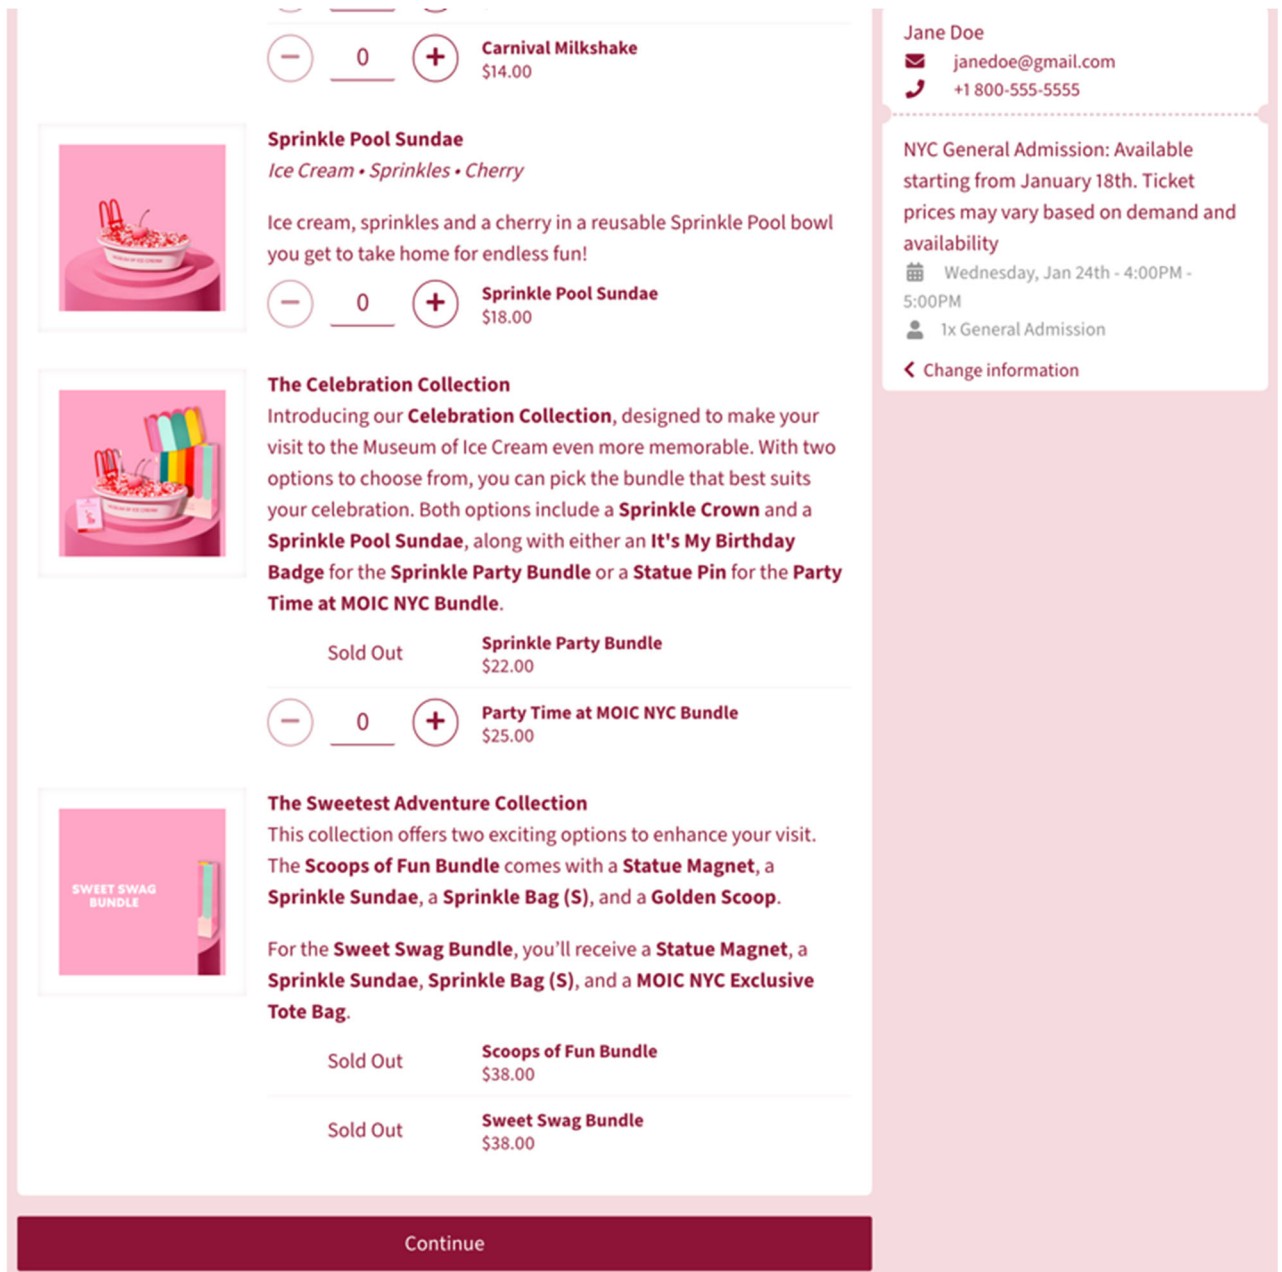 0
Carnival Milkshake
$14.00
Sprinkle Pool Sundae
Ice Cream • Sprinkles • Cherry
Ice cream, sprinkles and a cherry in a reusable Sprinkle Pool bowl
you get to take home for endless fun!
0
Sprinkle Pool Sundae
$18.00
The Celebration Collection
Introducing our Celebration Collection, designed to make your
visit to the Museum of Ice Cream even more memorable. With two
options to choose from, you can pick the bundle that best suits
your celebration. Both options include a Sprinkle Crown and a
Sprinkle Pool Sundae, along with either an It's My Birthday
Badge for the Sprinkle Party Bundle or a Statue Pin for the Party
Time at MOIC NYC Bundle.
Sold Out
Sprinkle Party Bundle
$22.00
0
Party Time at MOIC NYC Bundle
$25.00
SWEET SWAG
BUNDLE
The Sweetest Adventure Collection
This collection offers two exciting options to enhance your visit.
The Scoops of Fun Bundle comes with a Statue Magnet, a
Sprinkle Sundae, a Sprinkle Bag (S), and a Golden Scoop.
For the Sweet Swag Bundle, you’ll receive a Statue Magnet, a
Sprinkle Sundae, Sprinkle Bag (S), and a MOIC NYC Exclusive
Tote Bag.
Sold Out
Scoops of Fun Bundle
$38.00
Sold Out
Sweet Swag Bundle
$38.00
Continue
Jane Doe
janedoe@gmail.com
+1 800-555-5555
NYC General Admission: Available
starting from January 18th. Ticket
prices may vary based on demand and
availability
Wednesday, Jan 24th - 4:00PM -
5:00PM
1x General Admission
Change information